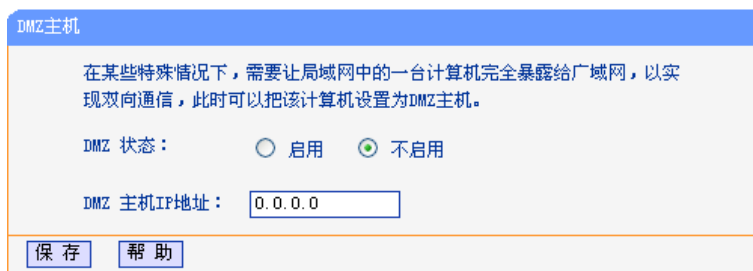 DMZ主机
在某些特殊情况下，需要让局域网中的一台计算机完全暴露给广域网，以实
现双向通信，此时可以把该计算机设置为DMZ主机。
DMZ 状态： 启用 不启用
DMZ 主机IP地址： 0.0.0.0
保 存 帮 助